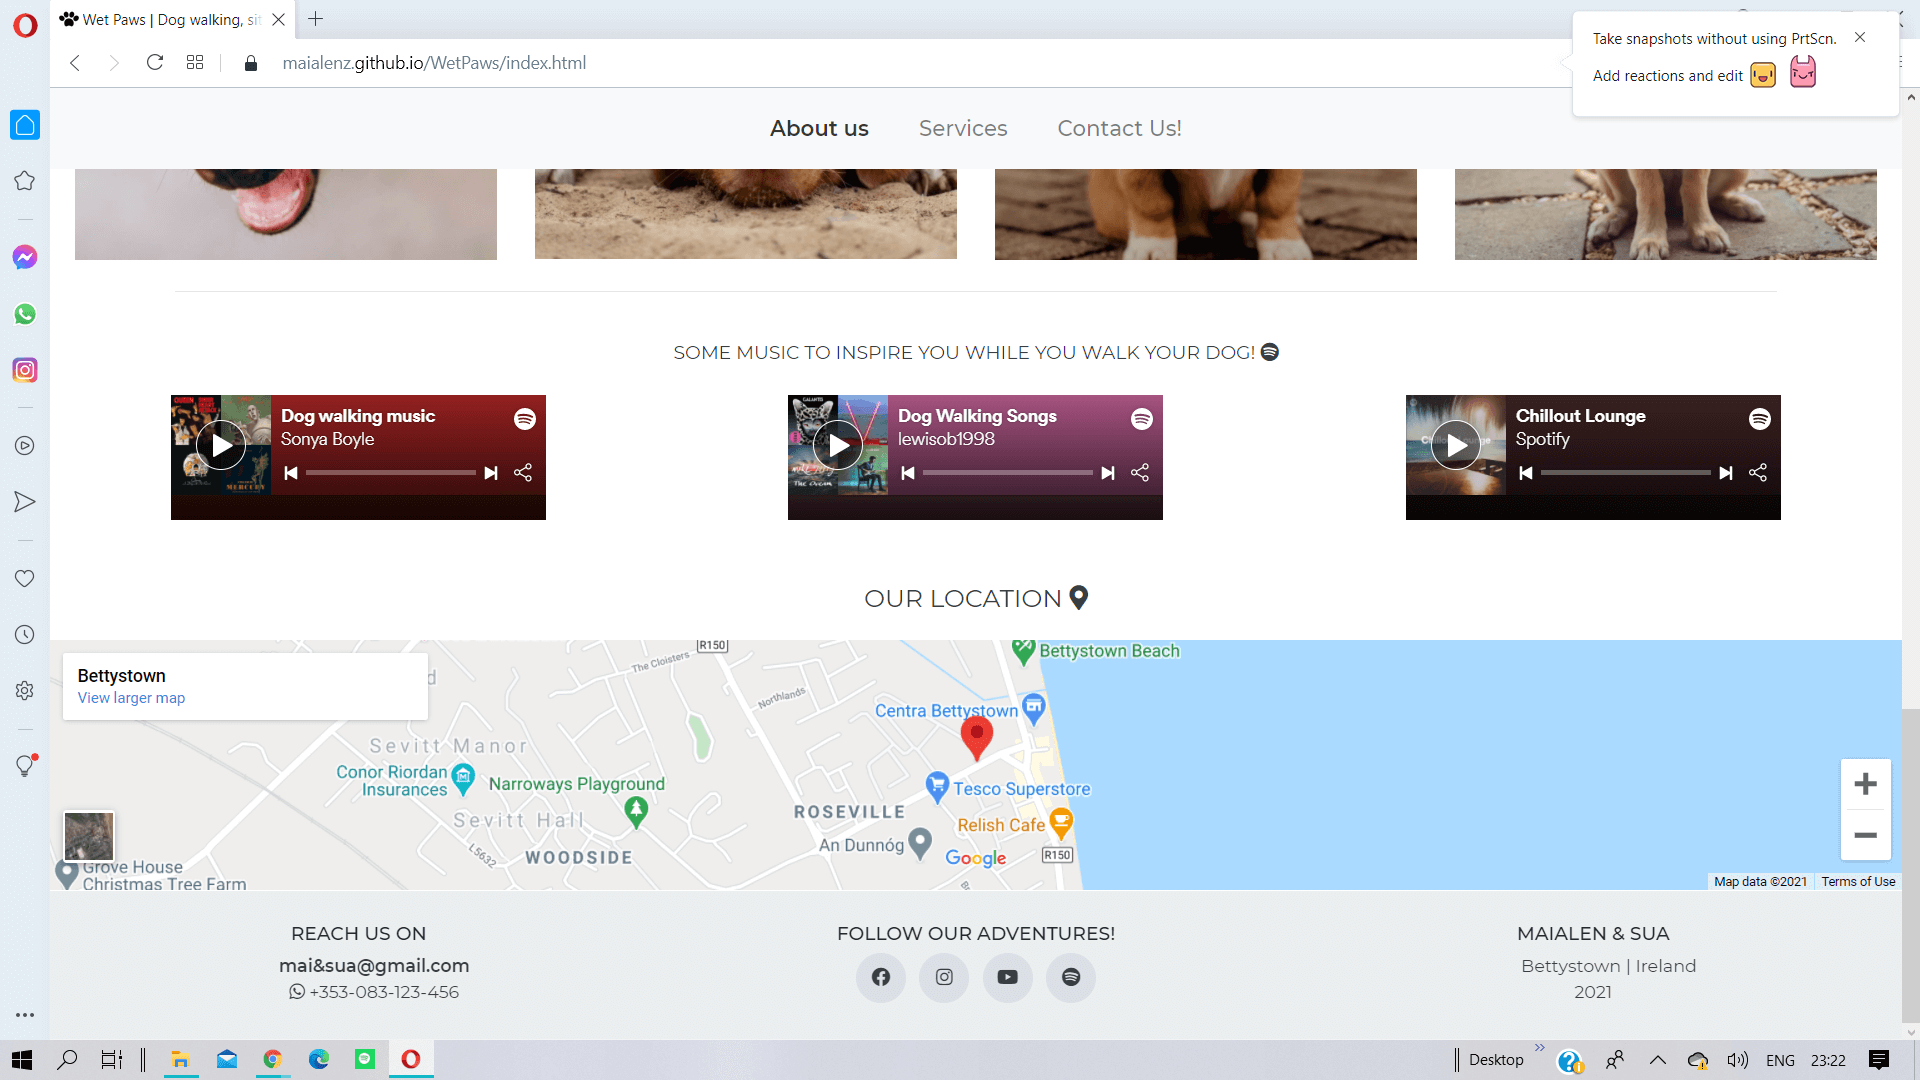 Wet Paws | Dog walking, sit
Take snapshots without using PrtScn.
Add reactions and edit
maialenz.github.io/WetPaws/index.html
About us
Services
Contact Us!
SOME MUSIC TO INSPIRE YOU WHILE YOU WALK YOUR DOG!
Dog walking music
Sonya Boyle
Dog Walking Songs
lewisob1998
Chillout Lounge
Spotify
OUR LOCATION
Bettystown
View larger map
R150
The Cloisters
Northlands
Bettystown Beach
Centra Bettystown
Sevitt Manor
Conor Riordan
Insurances
Narroways Playground
Tesco Superstore
ROSEVILLE
Sevitt Hall
Relish Cafe
An Dunnóg
L5632
WOODSIDE
Google
R150
Grove House
Christmas Tree Farm
Map data ©2021
Terms of Use
REACH US ON
mai&sua@gmail.com
+353-083-123-456
FOLLOW OUR ADVENTURES!
MAIALEN & SUA
Bettystown | Ireland
2021
Desktop
ENG
23:22